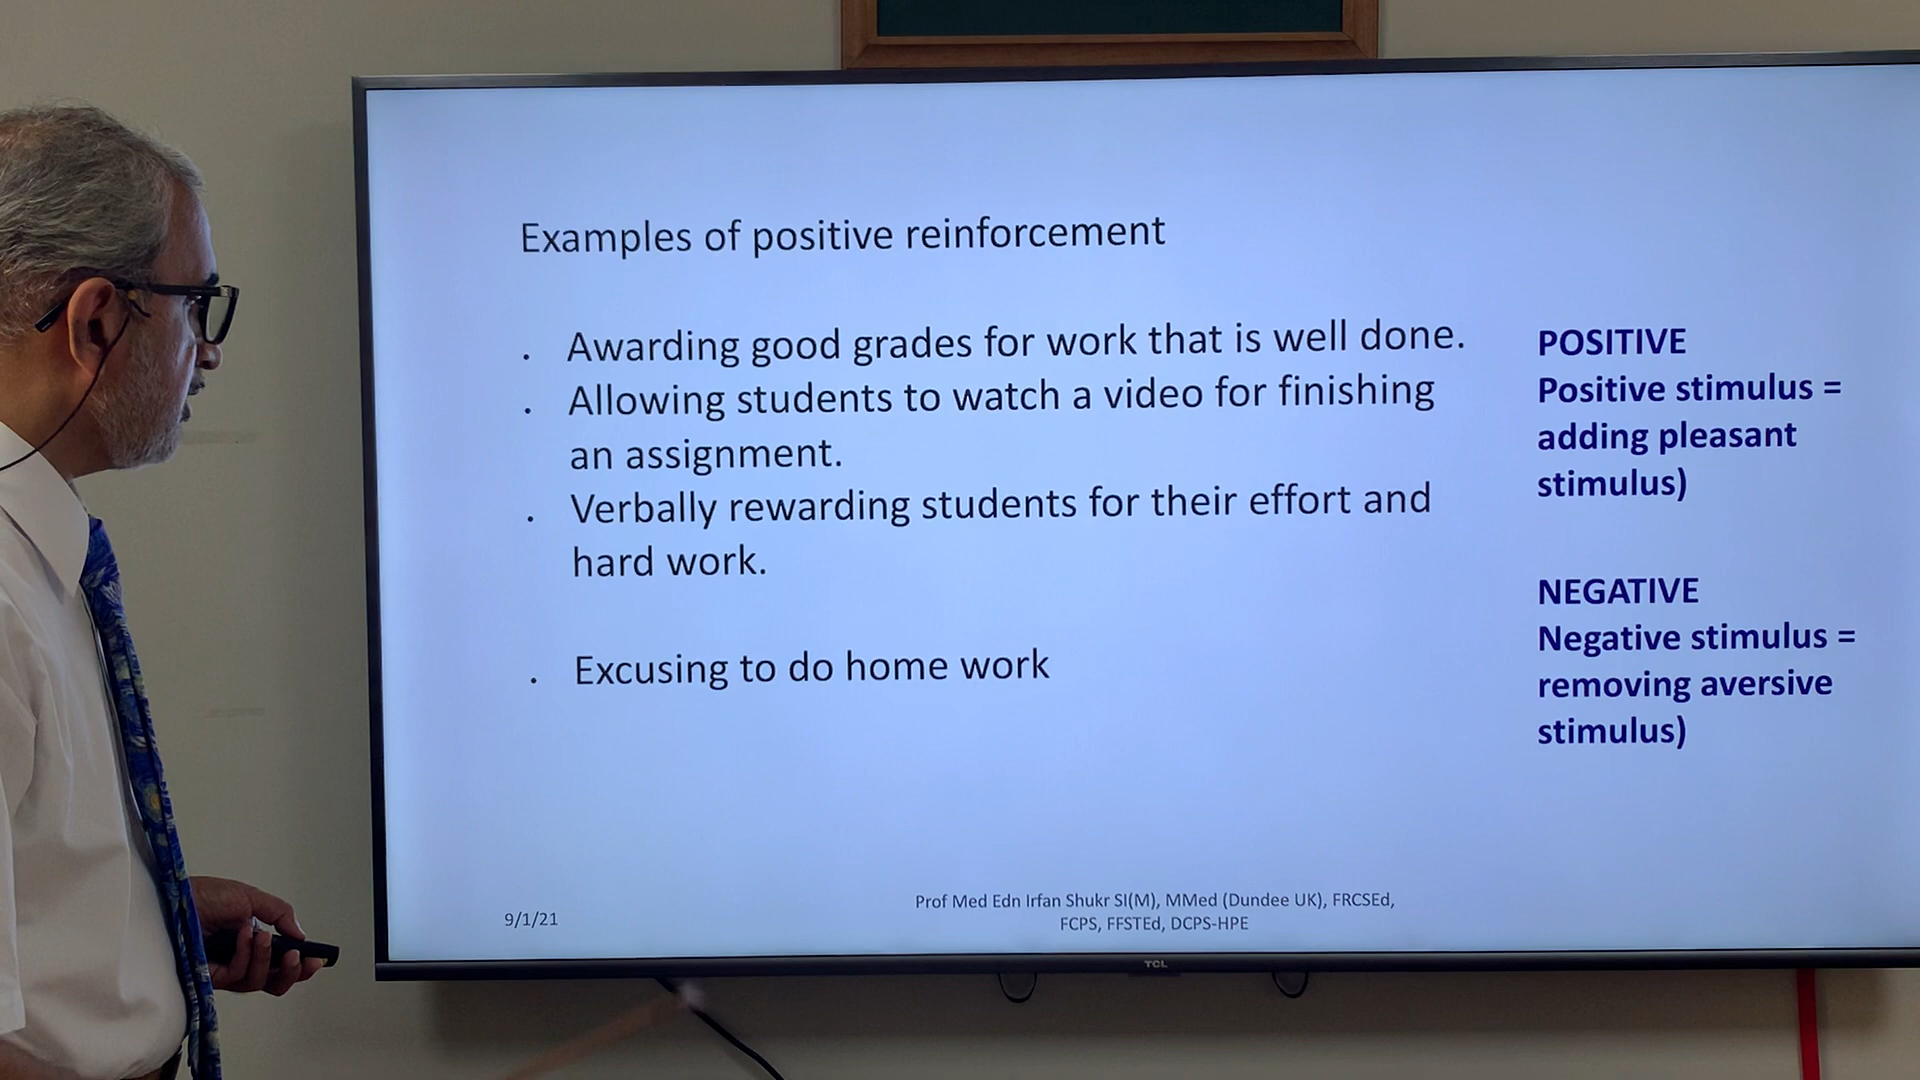 Examples of positive reinforcement
. Awarding good grades for work that is well done.
. Allowing students to watch a video for finishing
an assignment.
. Verbally rewarding students for their effort and
hard work.
. Excusing to do home work
POSITIVE
Positive stimulus =
adding pleasant
stimulus)
NEGATIVE
Negative stimulus =
removing aversive
stimulus)
9/1/21
Prof Med Edn Irfan Shukr SI(M), MMed (Dundee UK), FRCSEd,
FCPS, FFSTEd, DCPS-HPE
TCL